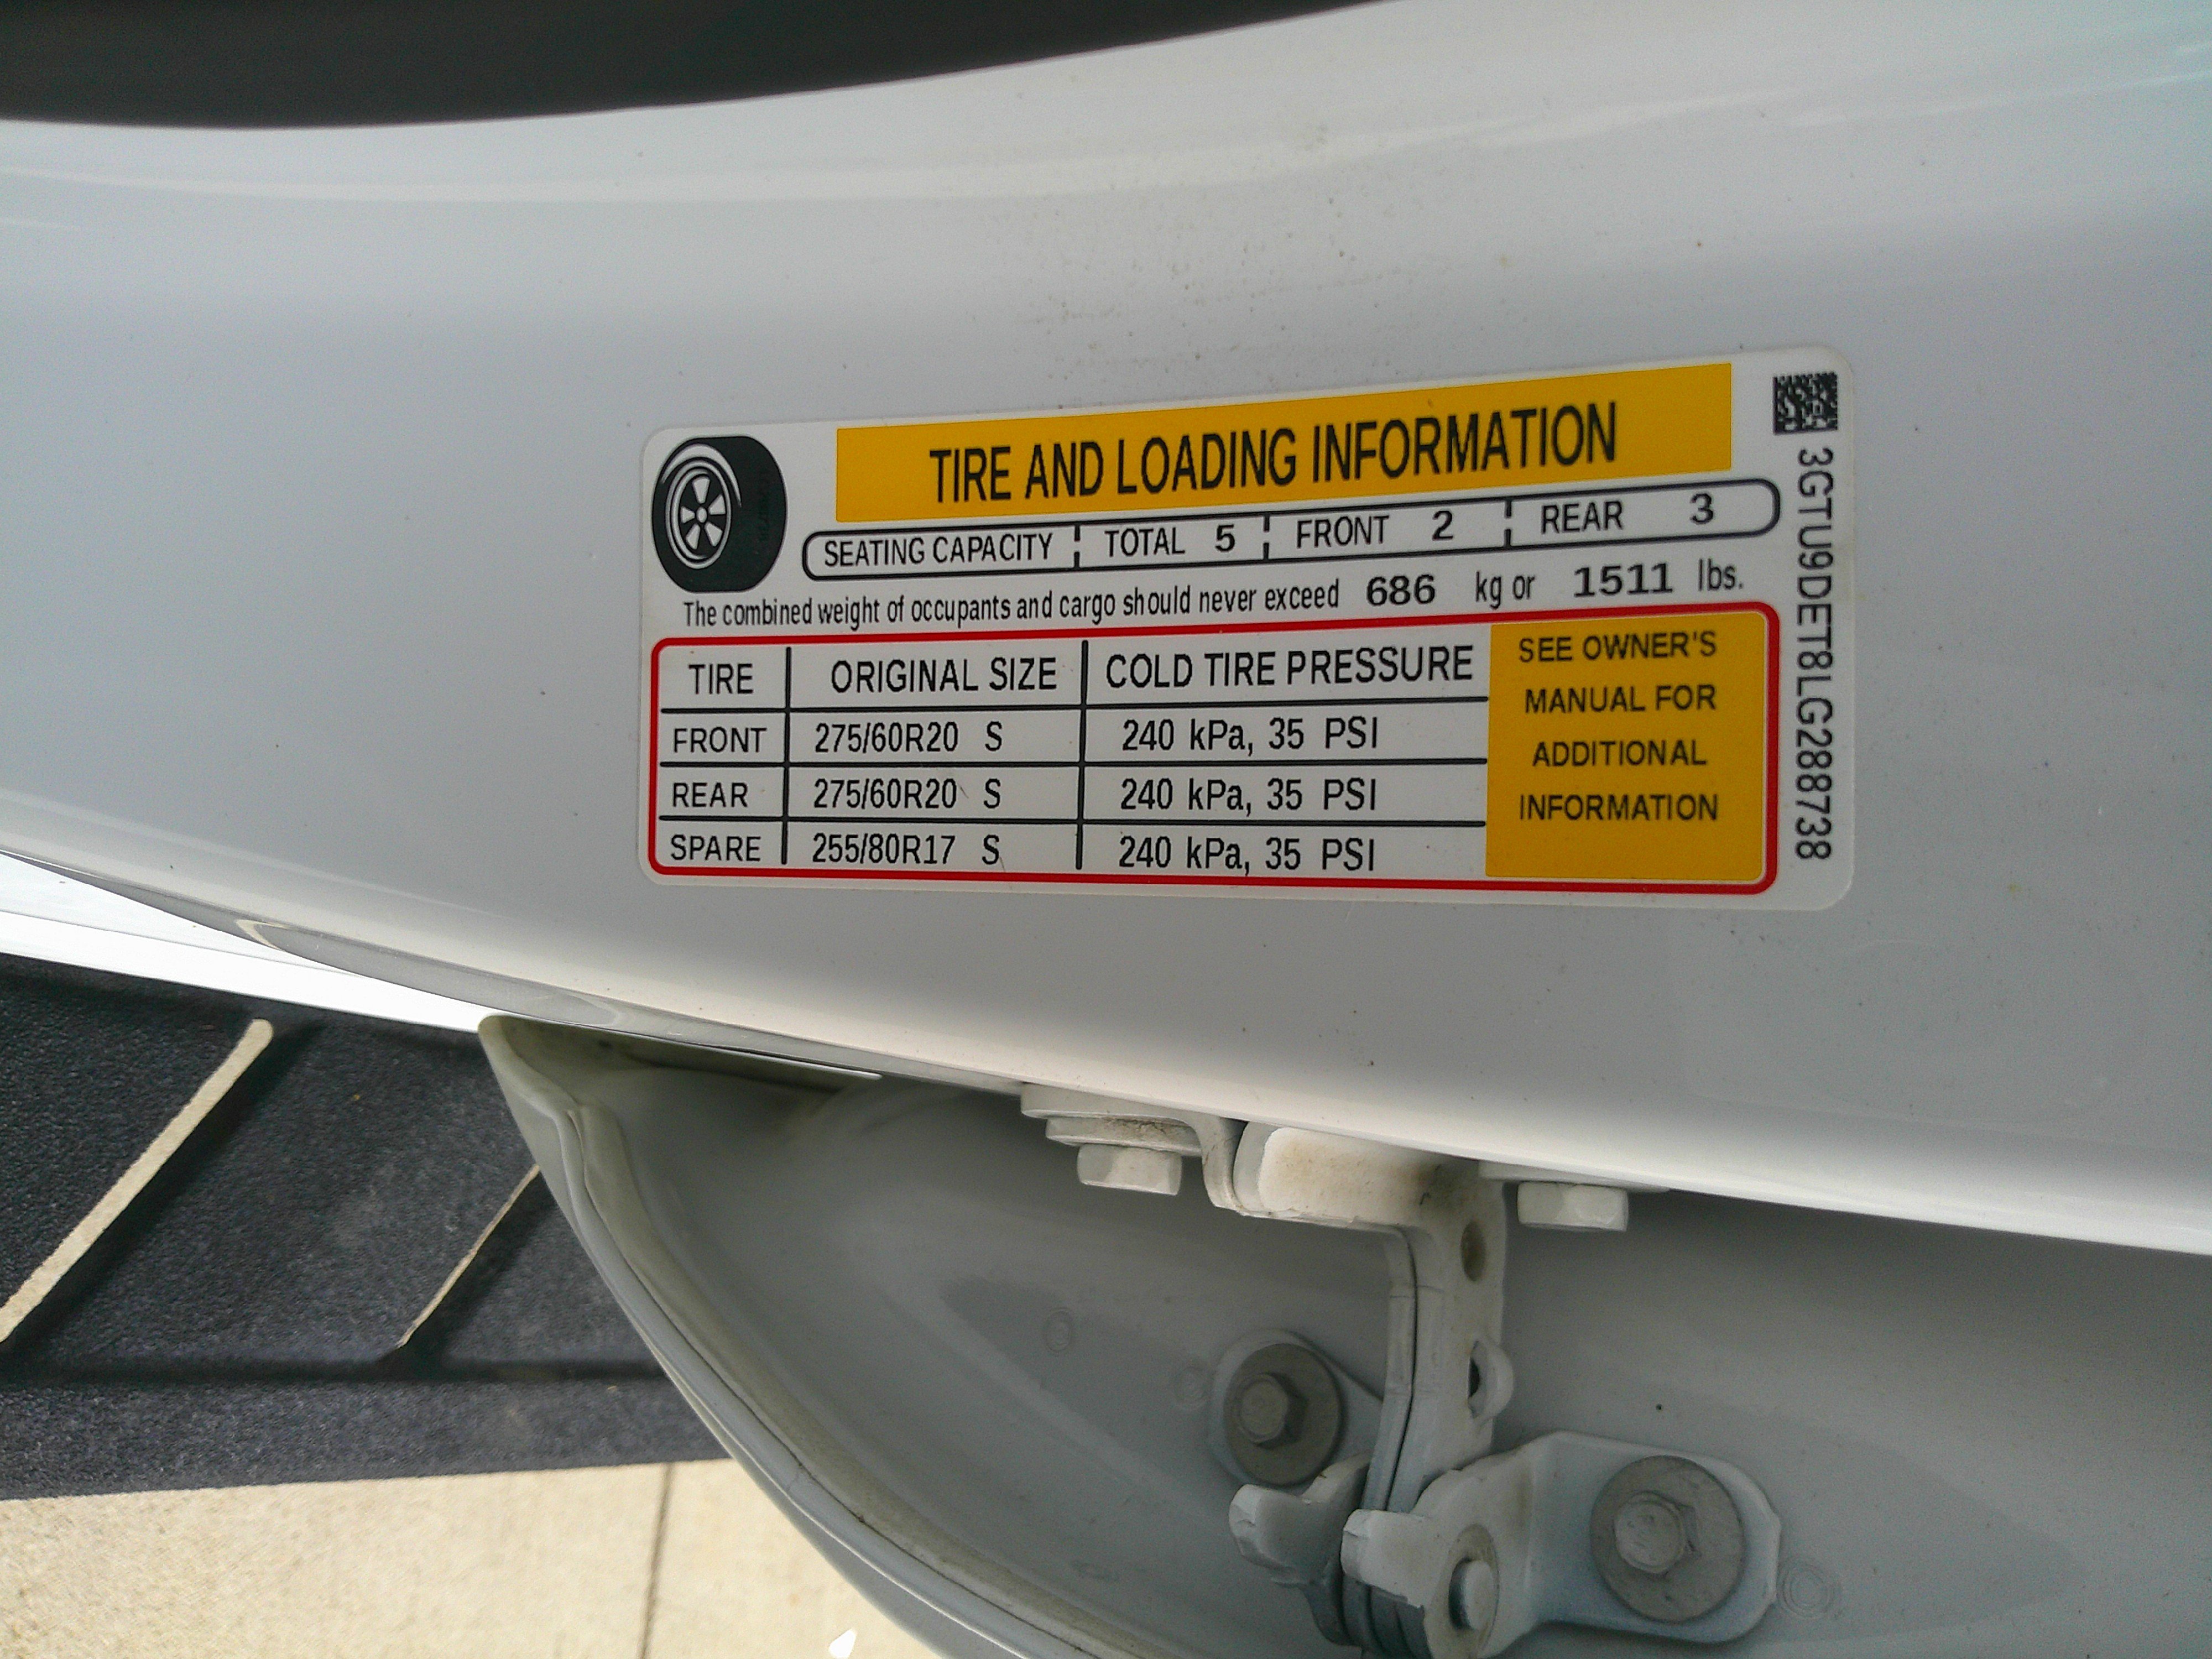 TIRE AND LOADING INFORMATION
SEATING CAPACITY TOTAL 5 FRONT 2 REAR 3
The combined weight of occupants and cargo should never exceed 686 kg or 1511 lbs.
TIRE ORIGINAL SIZE COLD TIRE PRESSURE
FRONT 275/60R20 S 240 kPa, 35 PSI
REAR 275/60R20 S 240 kPa, 35 PSI
SPARE 255/80R17 S 240 kPa, 35 PSI
SEE OWNER'S
MANUAL FOR
ADDITIONAL
INFORMATION
3GTU9DET8LG288738